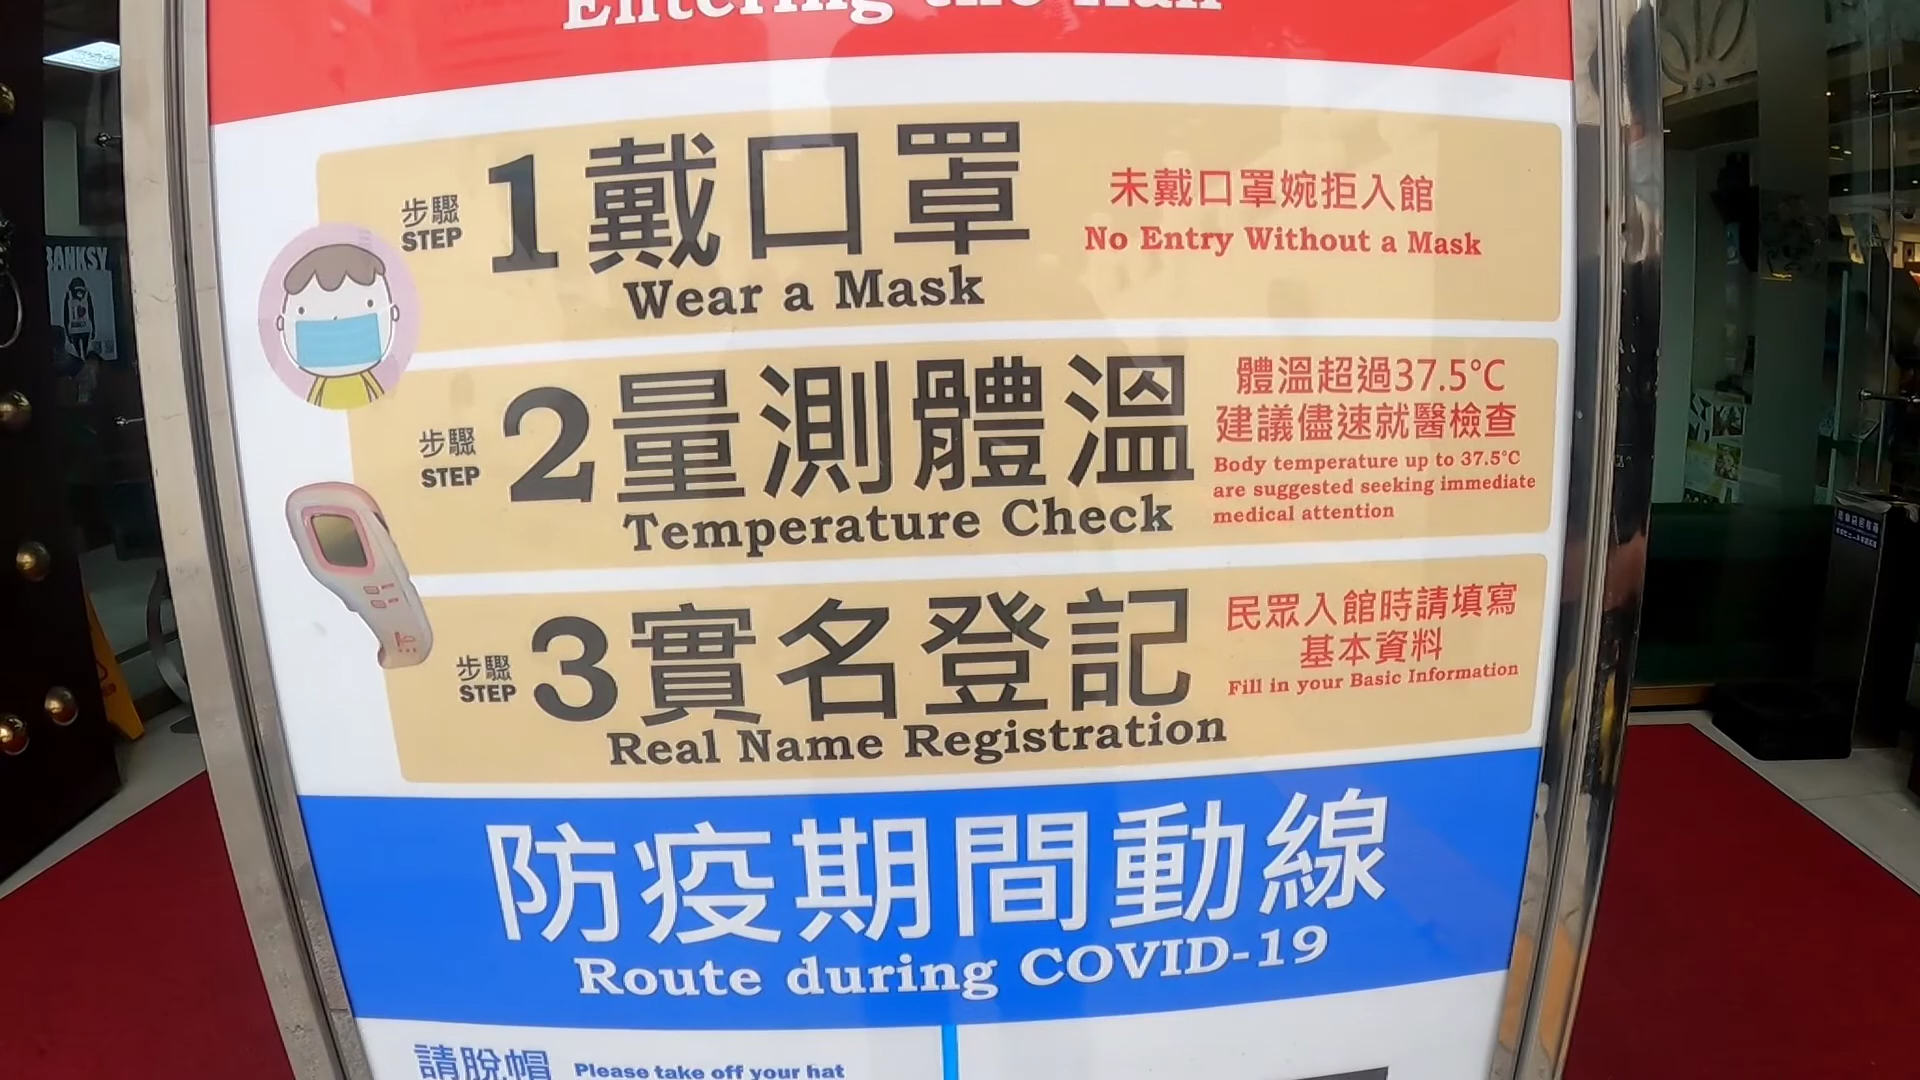 Entering the Hall
步驟
STEP
1 戴口罩
Wear a Mask
未戴口罩婉拒入館
No Entry Without a Mask
步驟
STEP
2 量測體溫
Temperature Check
體溫超過37.5°C
建議儘速就醫檢查
Body temperature up to 37.5°C
are suggested seeking immediate
medical attention
步驟
STEP
3 實名登記
Real Name Registration
民眾入館時請填寫
基本資料
Fill in your Basic Information
防疫期間動線
Route during COVID-19
請脫帽
Please take off your hat
BANKSY